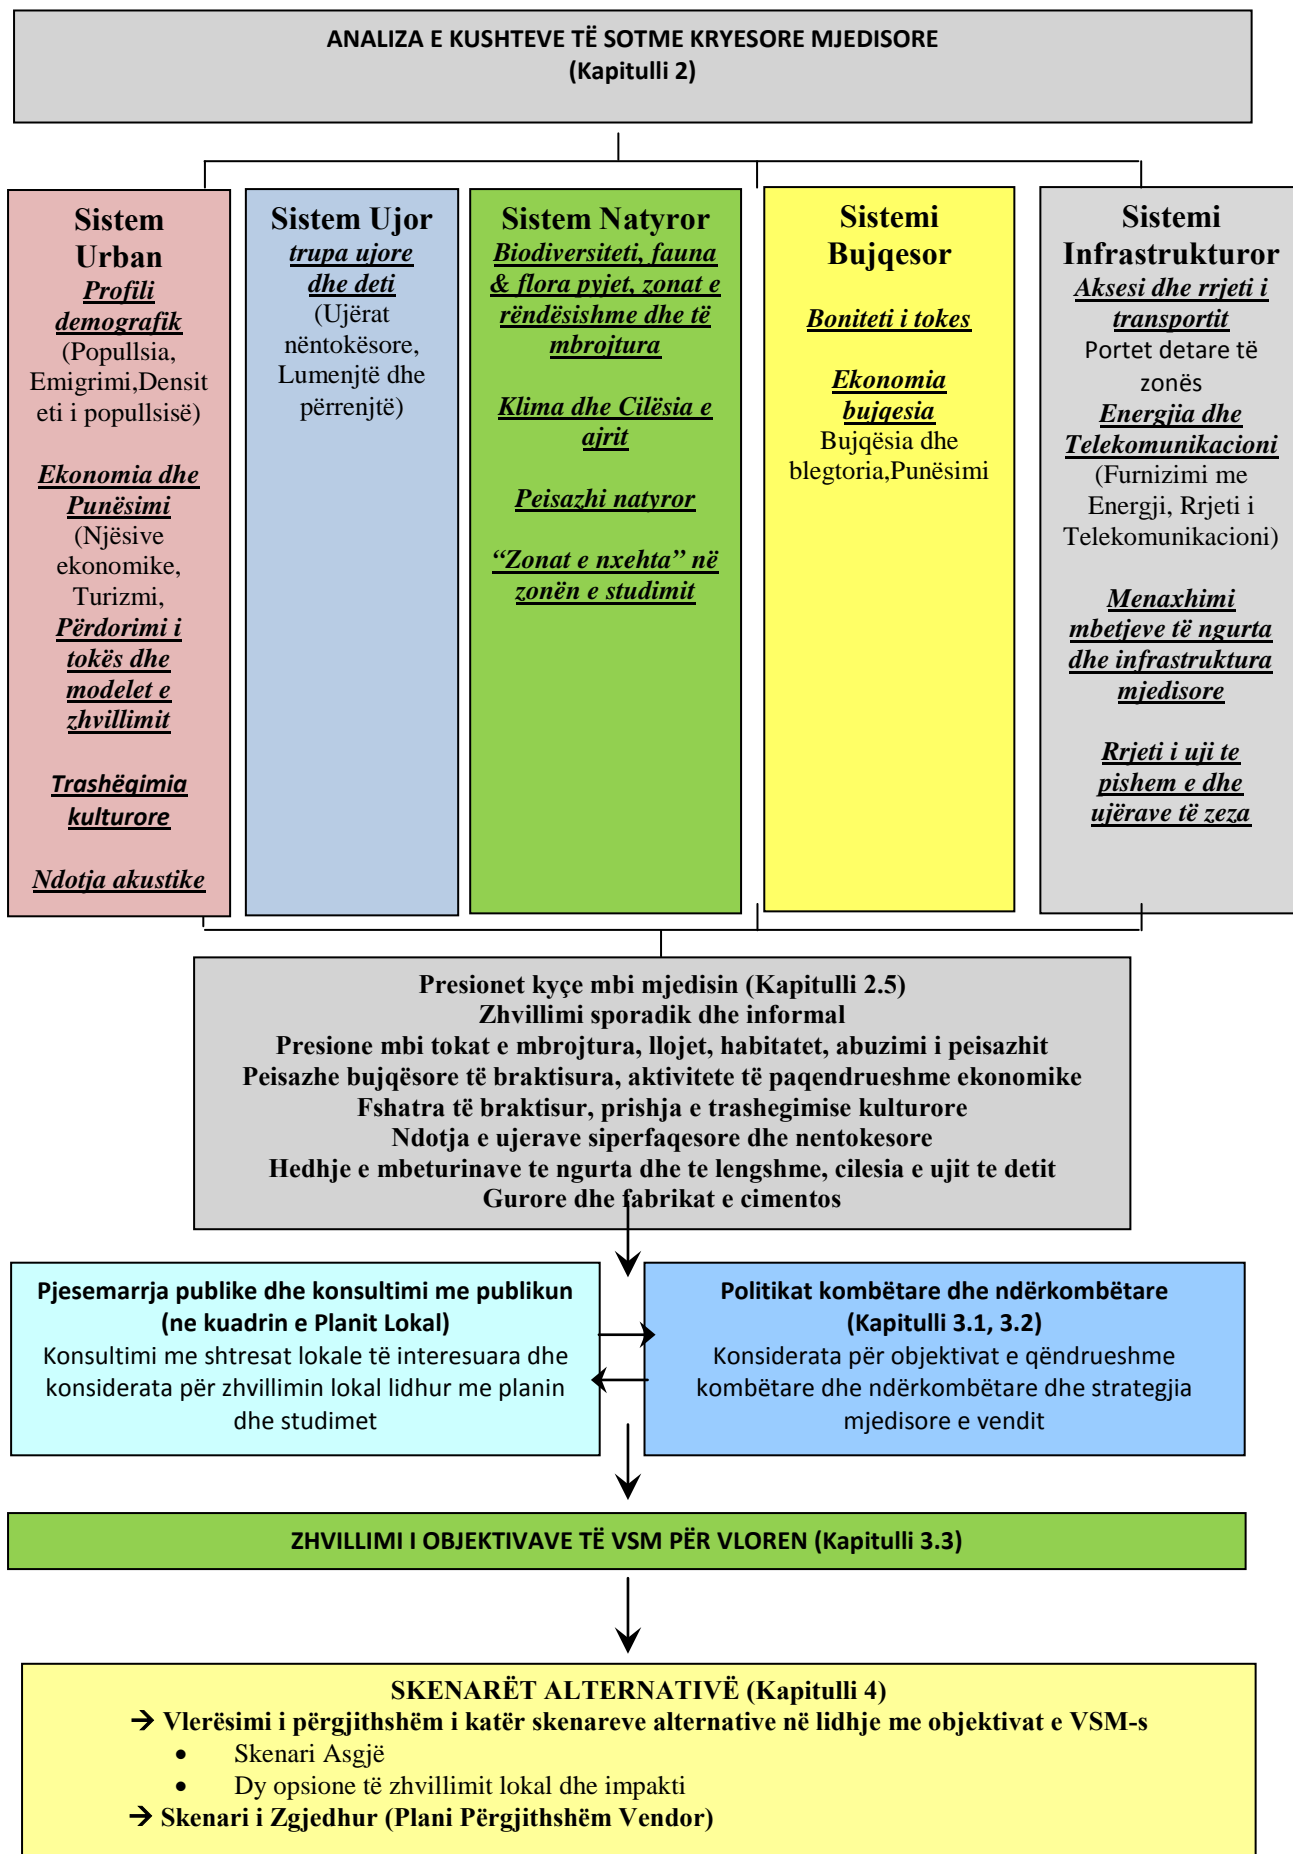 ANALIZA E KUSHTEVE TË SOTME KRYESORE MJEDISORE
(Kapitulli 2)
Sistem
Urban
Profili
demografik
(Popullsia,
Emigrimi,Densit
eti i popullsisë)
Ekonomia dhe
Punësimi
(Njësive
ekonomike,
Turizmi,
Përdorimi i
tokës dhe
modelet e
zhvillimit
Trashëgimia
kulturore
Ndotja akustike
Sistem Ujor
trupa ujore
dhe deti
(Ujërat
nëntokësore,
Lumenjtë dhe
përrenjtë)
Sistem Natyror
Biodiversiteti, fauna
& flora pyjet, zonat e
rëndësishme dhe të
mbrojtura
Klima dhe Cilësia e
ajrit
Peisazhi natyror
“Zonat e nxehta” në
zonën e studimit
Sistemi
Bujqesor
Boniteti i tokes
Ekonomia
bujqesia
Bujqësia dhe
blegtoria,Punësimi
Sistemi
Infrastrukturor
Aksesi dhe rrjeti i
transportit
Portet detare të
zonës
Energjia dhe
Telekomunikacioni
(Furnizimi me
Energji, Rrjeti i
Telekomunikacioni)
Menaxhimi
mbetjeve të ngurta
dhe infrastruktura
mjedisore
Rrjeti i uji te
pishem e dhe
ujërave të zeza
Presionet kyçe mbi mjedisin (Kapitulli 2.5)
Zhvillimi sporadik dhe informal
Presione mbi tokat e mbrojtura, llojet, habitatet, abuzimi i peisazhit
Peisazhe bujqësore të braktisura, aktivitete të paqendrueshme ekonomike
Fshatra të braktisur, prishja e trashegimise kulturore
Ndotja e ujerave siperfaqesore dhe nentokesore
Hedhje e mbeturinave te ngurta dhe te lengshme, cilesia e ujit te detit
Gurore dhe fabrikat e cimentos
Pjesemarrja publike dhe konsultimi me publikun
(ne kuadrin e Planit Lokal)
Konsultimi me shtresat lokale të interesuara dhe
konsiderata për zhvillimin lokal lidhur me planin
dhe studimet
Politikat kombëtare dhe ndërkombëtare
(Kapitulli 3.1, 3.2)
Konsiderata për objektivat e qëndrueshme
kombëtare dhe ndërkombëtare dhe strategjia
mjedisore e vendit
ZHVILLIMI I OBJEKTIVAVE TË VSM PËR VLOREN (Kapitulli 3.3)
SKENARËT ALTERNATIVË (Kapitulli 4)
→ Vlerësimi i përgjithshëm i katër skenareve alternative në lidhje me objektivat e VSM-s
• Skenari Asgjë
• Dy opsione të zhvillimit lokal dhe impakti
→ Skenari i Zgjedhur (Plani Përgjithshëm Vendor)